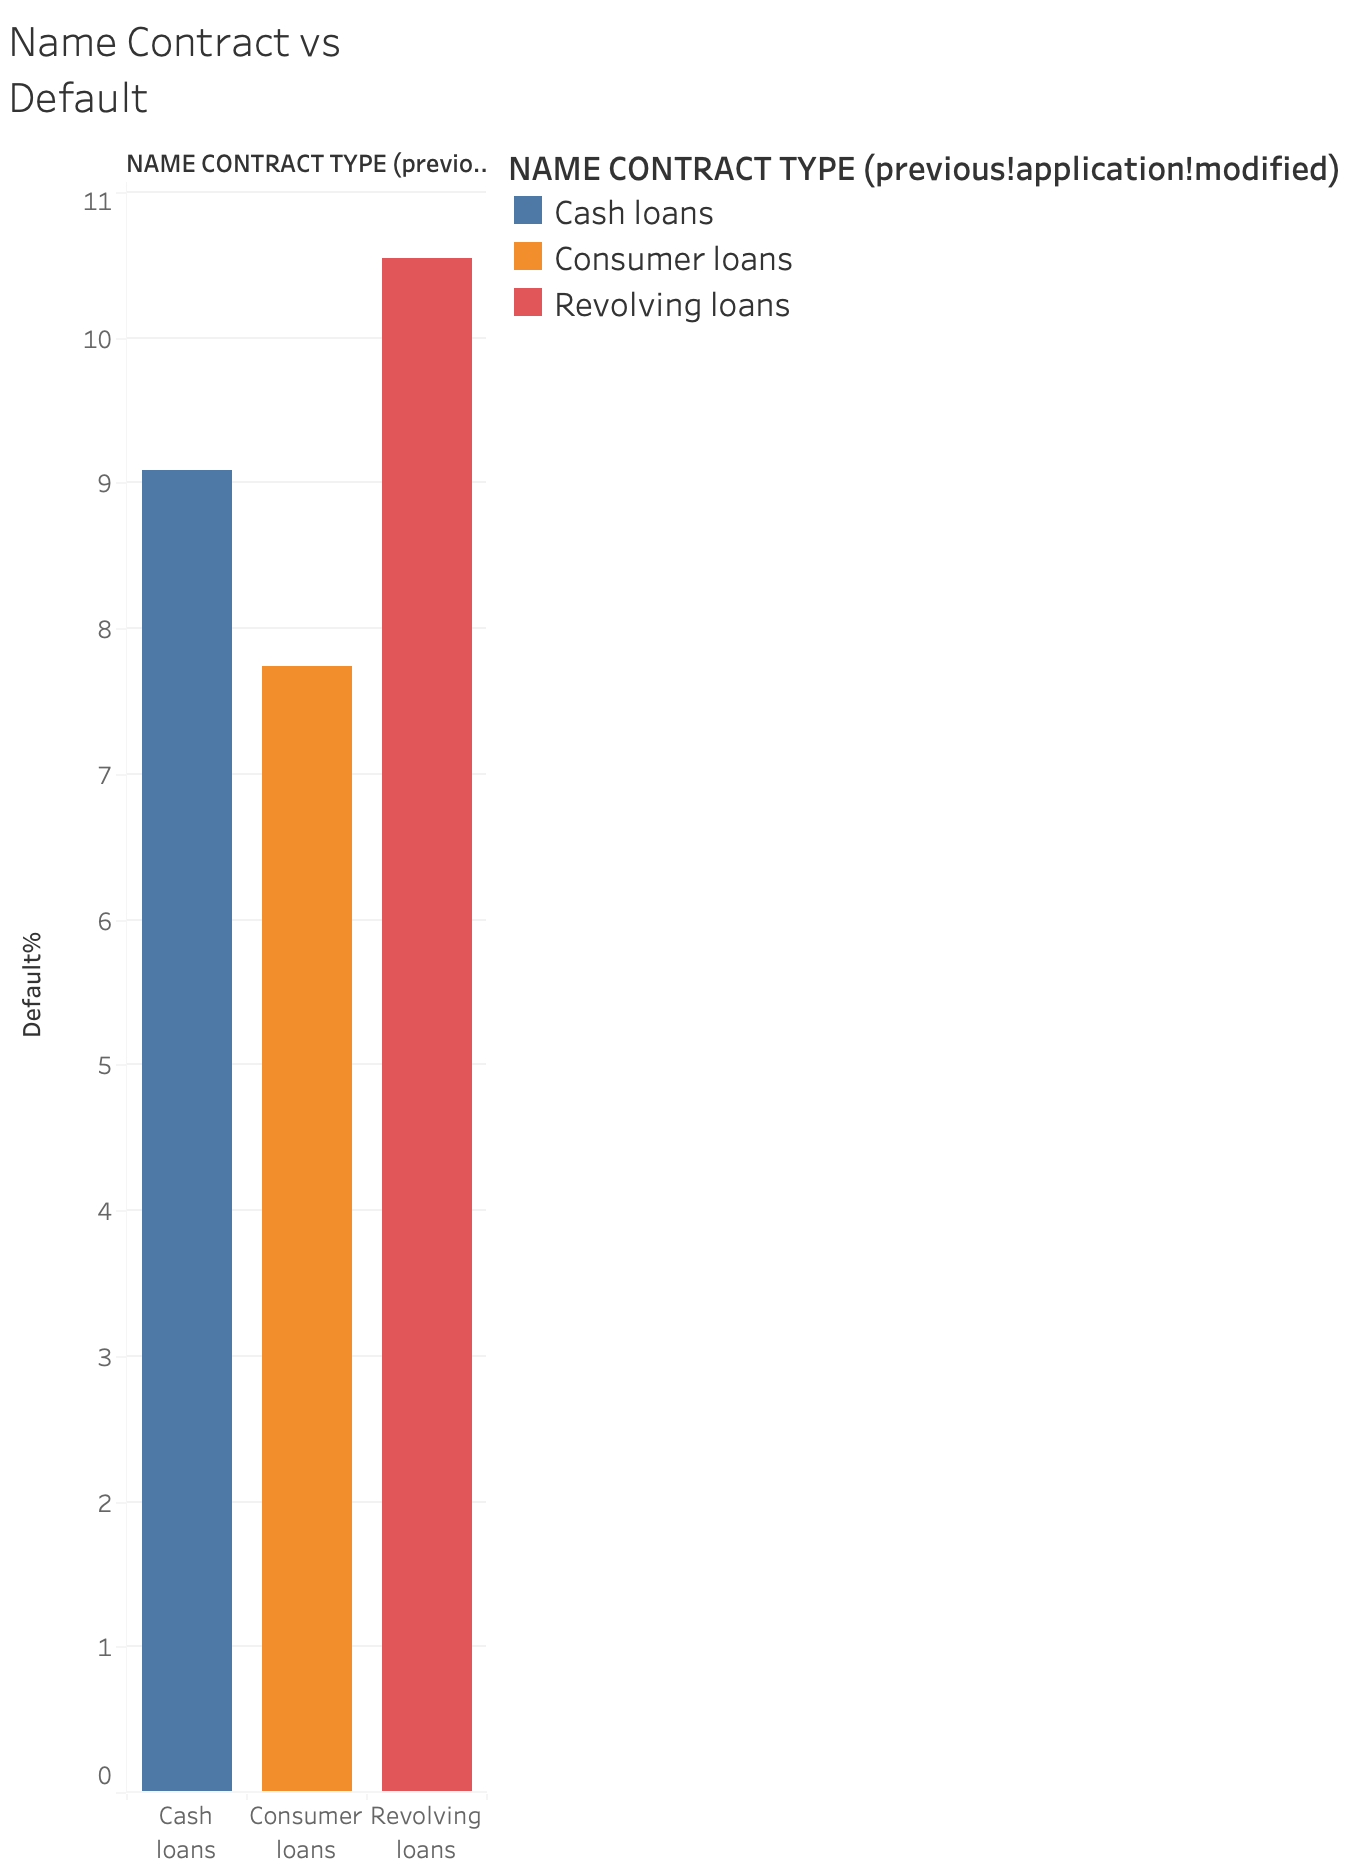 Name Contract vs
Default
NAME CONTRACT TYPE (previo..
NAME CONTRACT TYPE (previous!application!modified)
Cash loans
Consumer loans
Revolving loans
11
10
9
8
7
6
5
4
3
2
1
0
Default%
Cash
loans
Consumer
loans
Revolving
loans